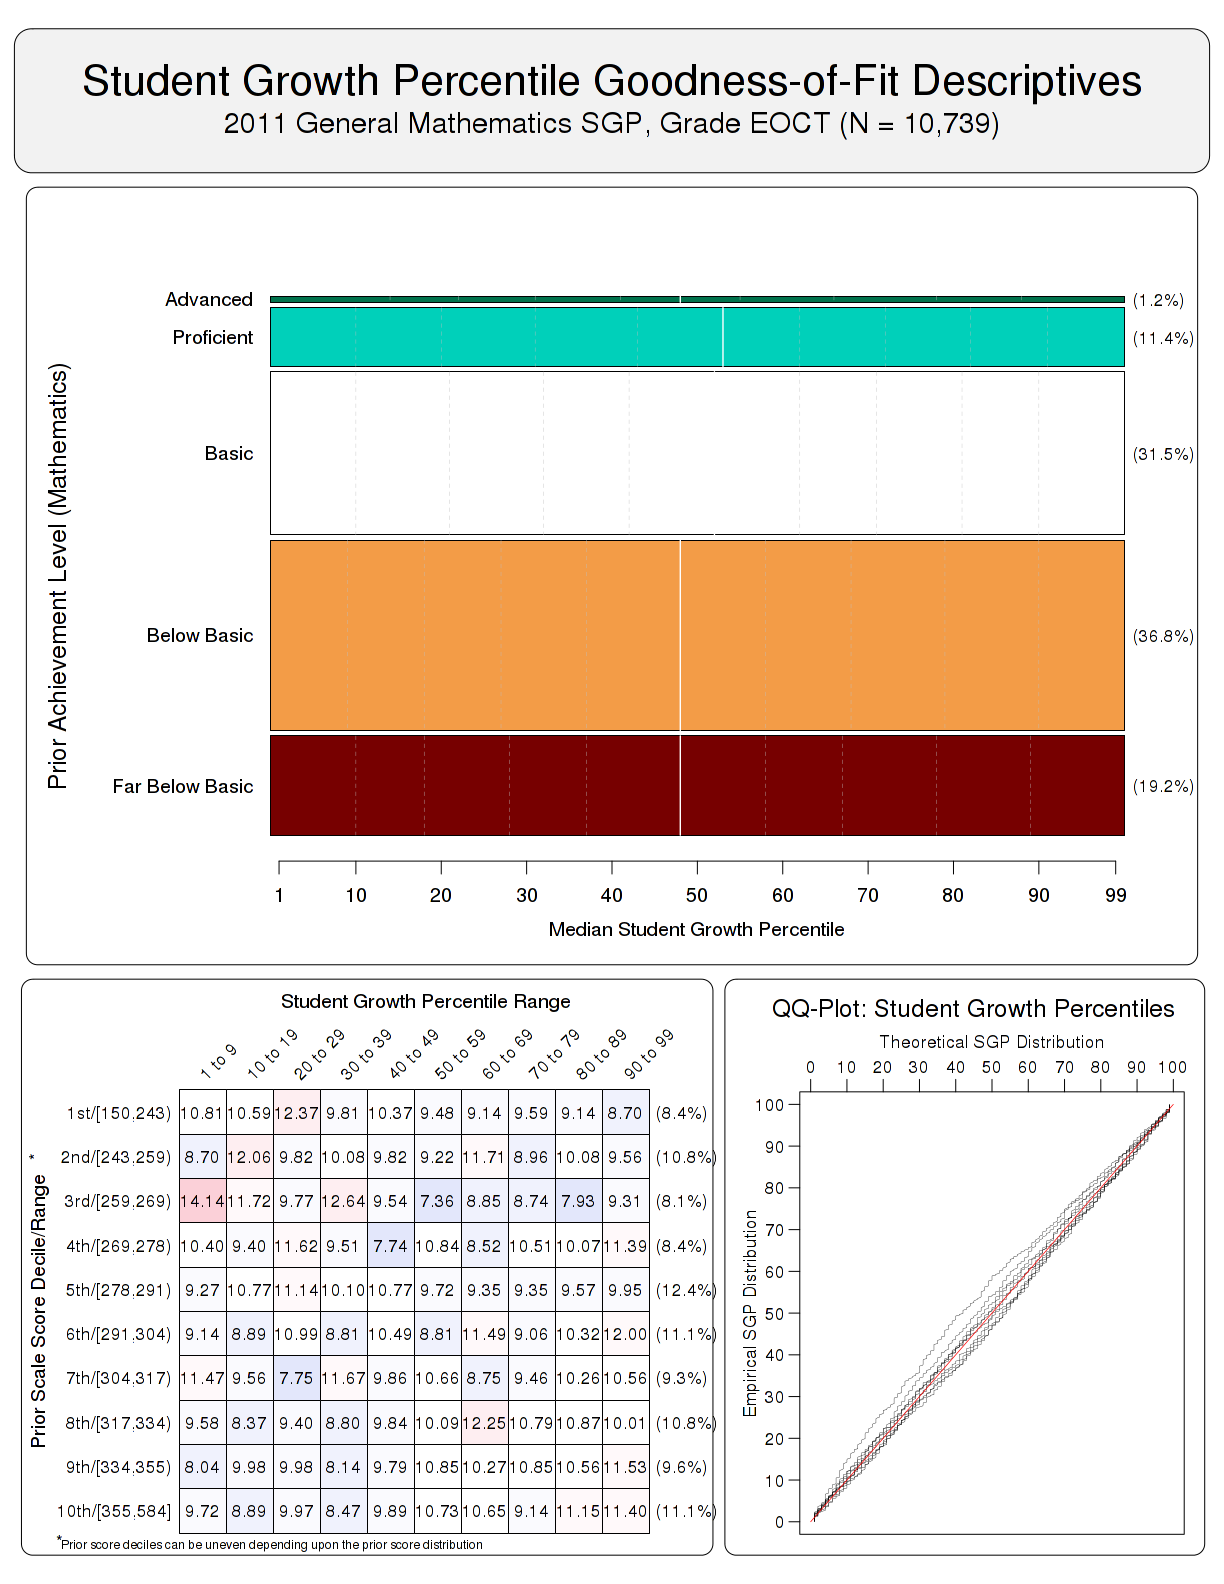 Student Growth Percentile Goodness-of-Fit Descriptives
2011 General Mathematics SGP, Grade EOCT (N = 10,739)
Prior Achievement Level (Mathematics)
Advanced (1.2%)
Proficient (11.4%)
Basic (31.5%)
Below Basic (36.8%)
Far Below Basic (19.2%)
1 10 20 30 40 50 60 70 80 90 99
Median Student Growth Percentile
Student Growth Percentile Range
1 to 9 10 to 19 20 to 29 30 to 39 40 to 49 50 to 59 60 to 69 70 to 79 80 to 89 90 to 99
Prior Scale Score Decile/Range *
1st/[150,243) 10.81 10.59 12.37 9.81 10.37 9.48 9.14 9.59 9.14 8.70 (8.4%)
2nd/[243,259) 8.70 12.06 9.82 10.08 9.82 9.22 11.71 8.96 10.08 9.56 (10.8%)
3rd/[259,269) 14.14 11.72 9.77 12.64 9.54 7.36 8.85 8.74 7.93 9.31 (8.1%)
4th/[269,278) 10.40 9.40 11.62 9.51 7.74 10.84 8.52 10.51 10.07 11.39 (8.4%)
5th/[278,291) 9.27 10.77 11.14 10.10 10.77 9.72 9.35 9.35 9.57 9.95 (12.4%)
6th/[291,304) 9.14 8.89 10.99 8.81 10.49 8.81 11.49 9.06 10.32 12.00 (11.1%)
7th/[304,317) 11.47 9.56 7.75 11.67 9.86 10.66 8.75 9.46 10.26 10.56 (9.3%)
8th/[317,334) 9.58 8.37 9.40 8.80 9.84 10.09 12.25 10.79 10.87 10.01 (10.8%)
9th/[334,355) 8.04 9.98 9.98 8.14 9.79 10.85 10.27 10.85 10.56 11.53 (9.6%)
10th/[355,584] 9.72 8.89 9.97 8.47 9.89 10.73 10.65 9.14 11.15 11.40 (11.1%)
*Prior score deciles can be uneven depending upon the prior score distribution
QQ-Plot: Student Growth Percentiles
Theoretical SGP Distribution
0 10 20 30 40 50 60 70 80 90 100
Empirical SGP Distribution
100
90
80
70
60
50
40
30
20
10
0